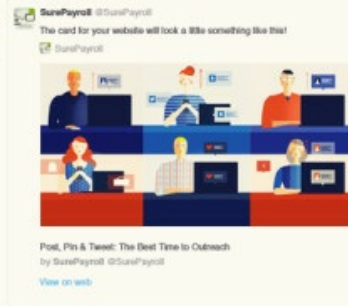 SurePayroll @SurePayroll
The card for your website will look a little something like this!
SurePayroll
Post, Pin & Tweet: The Best Time to Outreach
by SurePayroll @SurePayroll
View on web